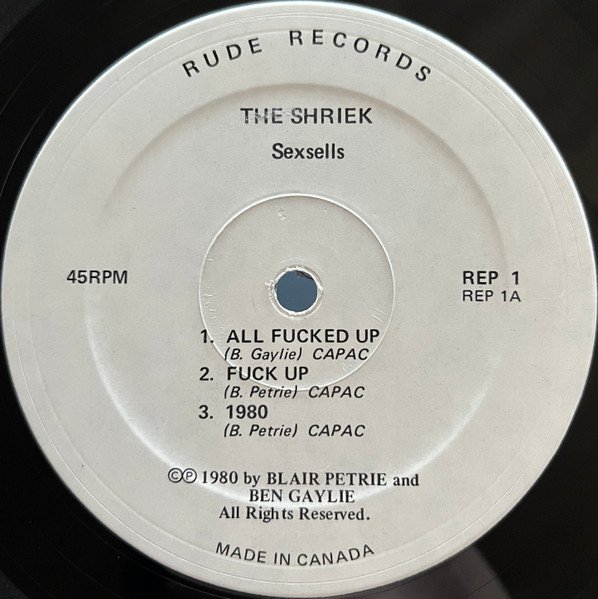 RUDE RECORDS
THE SHRIEK
Sexsells
45RPM
REP 1
REP 1A
1. ALL FUCKED UP
(B. Gaylie) CAPAC
2. FUCK UP
(B. Petrie) CAPAC
3. 1980
(B. Petrie) CAPAC
©℗ 1980 by BLAIR PETRIE and
BEN GAYLIE
All Rights Reserved.
MADE IN CANADA